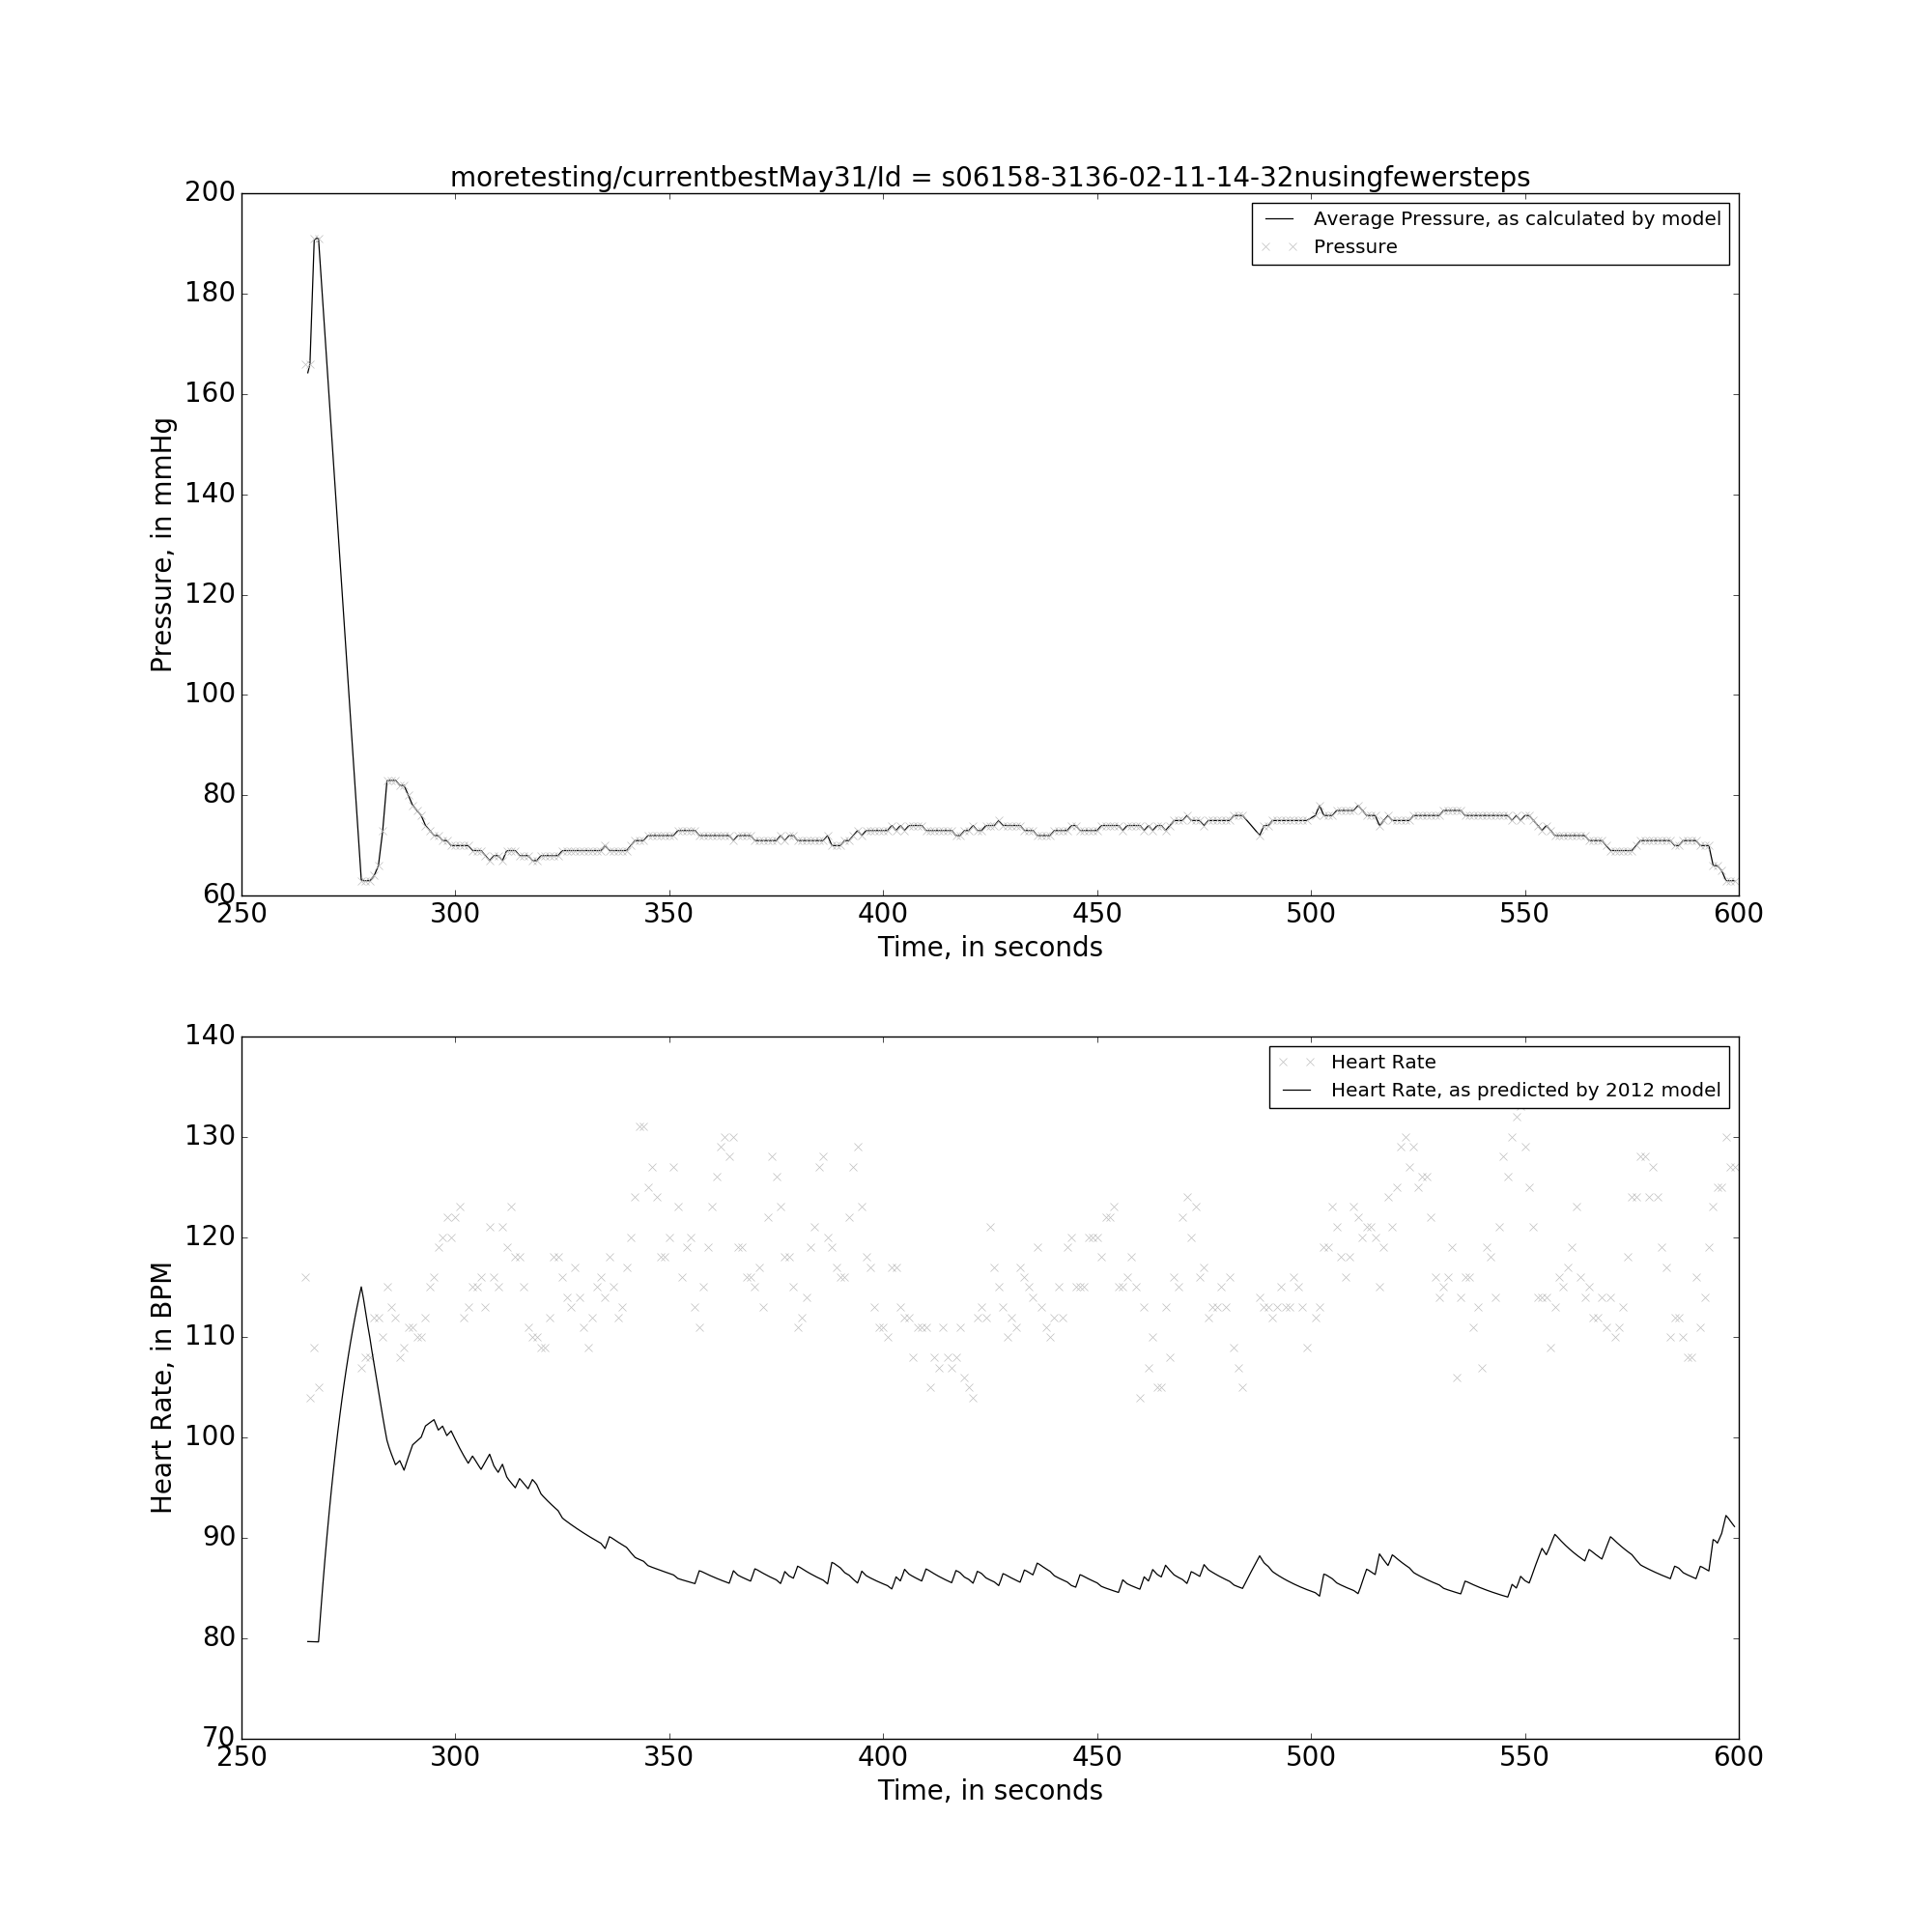 moretesting/currentbestMay31/Id = s06158-3136-02-11-14-32nusingfewersteps
200
180
160
140
120
100
80
60
Pressure, in mmHg
Average Pressure, as calculated by model
Pressure
250 300 350 400 450 500 550 600
Time, in seconds
140
130
120
110
100
90
80
70
Heart Rate, in BPM
Heart Rate
Heart Rate, as predicted by 2012 model
250 300 350 400 450 500 550 600
Time, in seconds